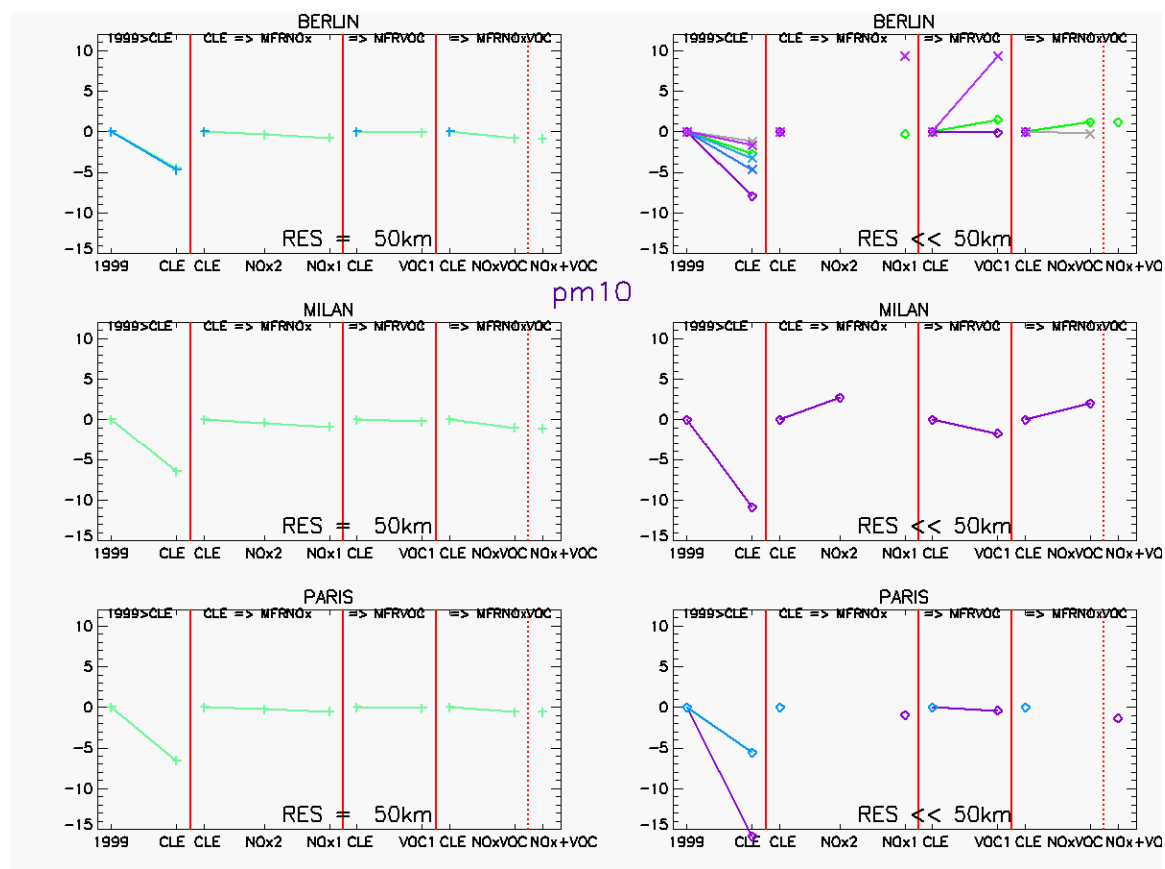 BERLIN BERLIN
1999>CLE CLE => MFRNOx => MFRVOC => MFRNOxVOC 1999>CLE CLE => MFRNOx => MFRVOC => MFRNOxVOC
10 10
5 5
0 0
-5 -5
-10 -10
-15 -15
RES = 50km RES << 50km
1999 CLE CLE NOx2 NOx1 CLE VOC1 CLE NOxVOC NOx+VOC 1999 CLE CLE NOx2 NOx1 CLE VOC1 CLE NOxVOC NOx+VO
pm10
MILAN MILAN
1999>CLE CLE => MFRNOx => MFRVOC => MFRNOxVOC 1999>CLE CLE => MFRNOx => MFRVOC => MFRNOxVOC
10 10
5 5
0 0
-5 -5
-10 -10
-15 -15
RES = 50km RES << 50km
1999 CLE CLE NOx2 NOx1 CLE VOC1 CLE NOxVOC NOx+VOC 1999 CLE CLE NOx2 NOx1 CLE VOC1 CLE NOxVOC NOx+VO
PARIS PARIS
1999>CLE CLE => MFRNOx => MFRVOC => MFRNOxVOC 1999>CLE CLE => MFRNOx => MFRVOC => MFRNOxVOC
10 10
5 5
0 0
-5 -5
-10 -10
-15 -15
RES = 50km RES << 50km
1999 CLE CLE NOx2 NOx1 CLE VOC1 CLE NOxVOC NOx+VOC 1999 CLE CLE NOx2 NOx1 CLE VOC1 CLE NOxVOC NOx+VO